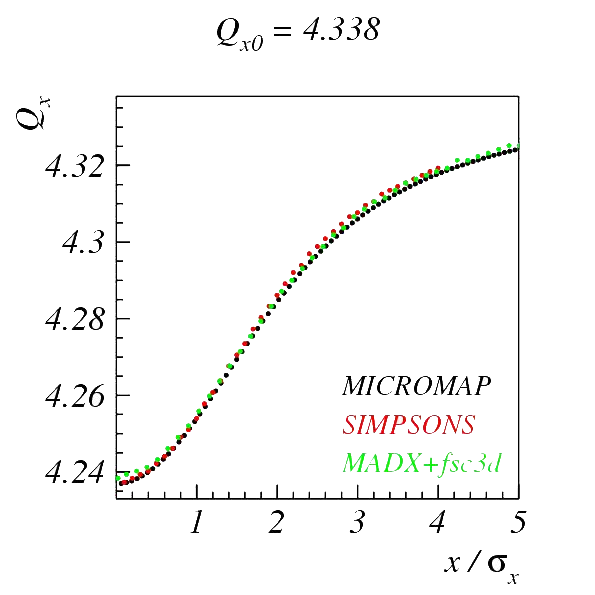 Q_x0 = 4.338
Q_x
4.32
4.3
4.28
4.26
4.24
MICROMAP
SIMPSONS
MADX+fsc3d
1 2 3 4 5
x / σ_x